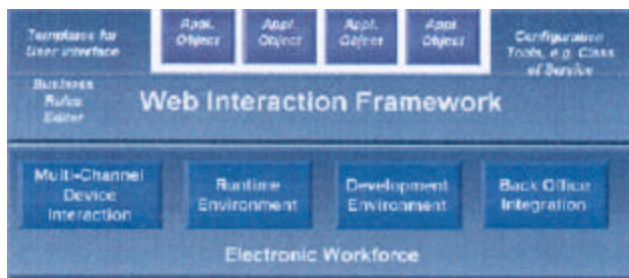 Templates for
User Interface
Appl.
Object
Appl.
Object
Appl.
Object
Appl.
Object
Configuration
Tools, e.g. Class
of Service
Business
Rules
Editor
Web Interaction Framework
Multi-Channel
Device
Interaction
Runtime
Environment
Development
Environment
Back Office
Integration
Electronic Workforce